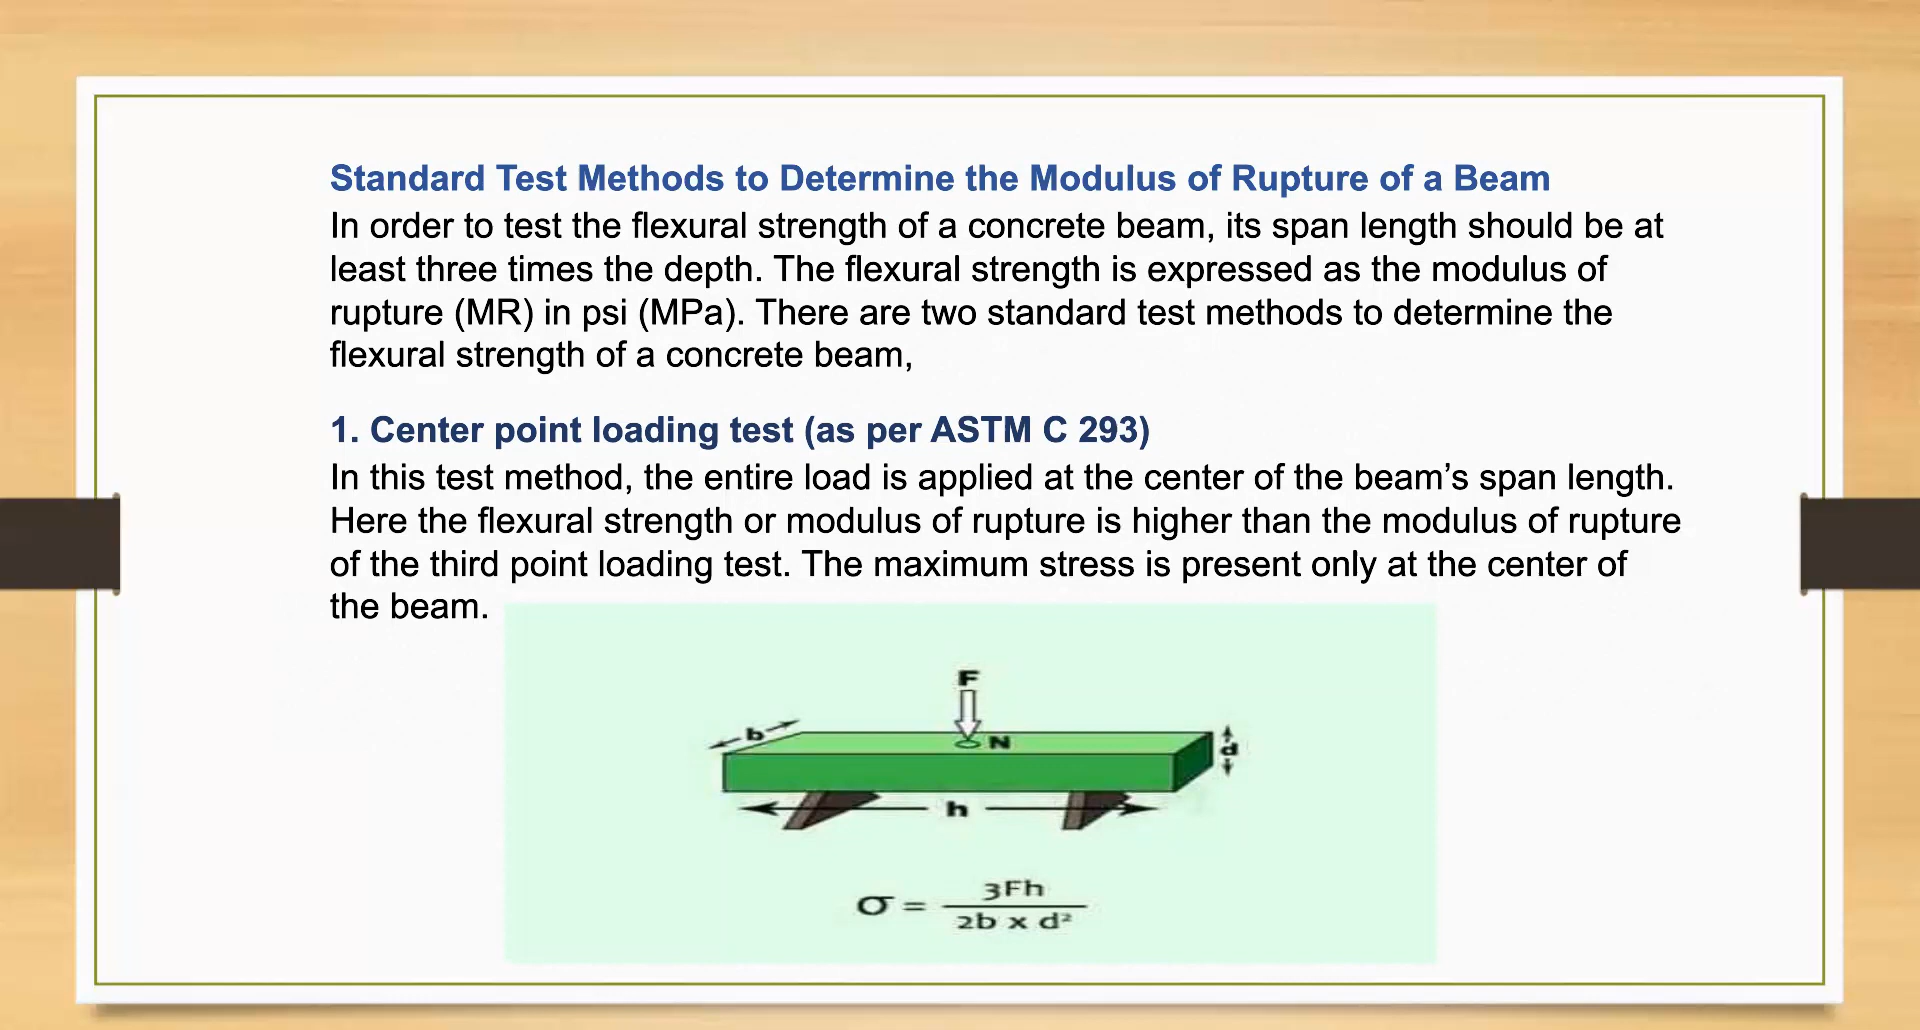 Standard Test Methods to Determine the Modulus of Rupture of a Beam
In order to test the flexural strength of a concrete beam, its span length should be at
least three times the depth. The flexural strength is expressed as the modulus of
rupture (MR) in psi (MPa). There are two standard test methods to determine the
flexural strength of a concrete beam,
1. Center point loading test (as per ASTM C 293)
In this test method, the entire load is applied at the center of the beam’s span length.
Here the flexural strength or modulus of rupture is higher than the modulus of rupture
of the third point loading test. The maximum stress is present only at the center of
the beam.
F
b
N
d
h
σ = 3Fh
2b x d²